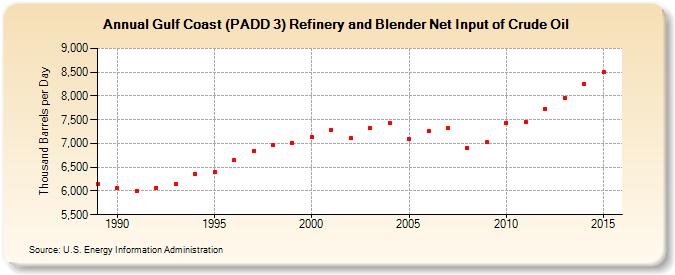 Annual Gulf Coast (PADD 3) Refinery and Blender Net Input of Crude Oil
Thousand Barrels per Day
9,000
8,500
8,000
7,500
7,000
6,500
6,000
5,500
1990 1995 2000 2005 2010 2015
Source: U.S. Energy Information Administration